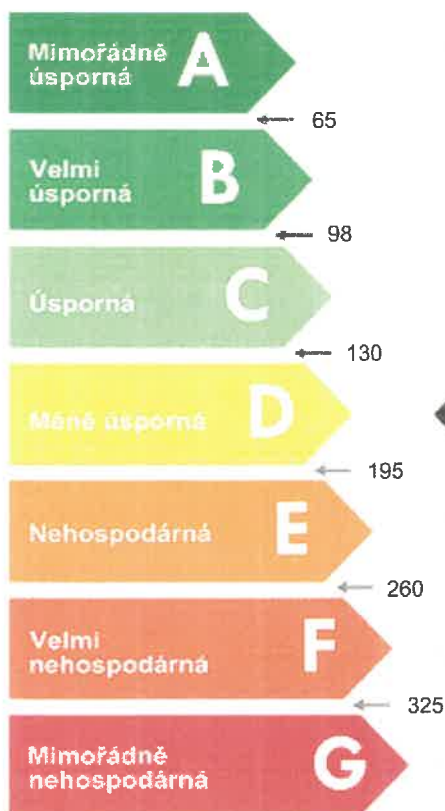 Mimořádně
úsporná
A
65
Velmi
úsporná
B
98
Úsporná
C
130
Méně úsporná
D
195
Nehospodárná
E
260
Velmi
nehospodárná
F
325
Mimořádně
nehospodárná
G